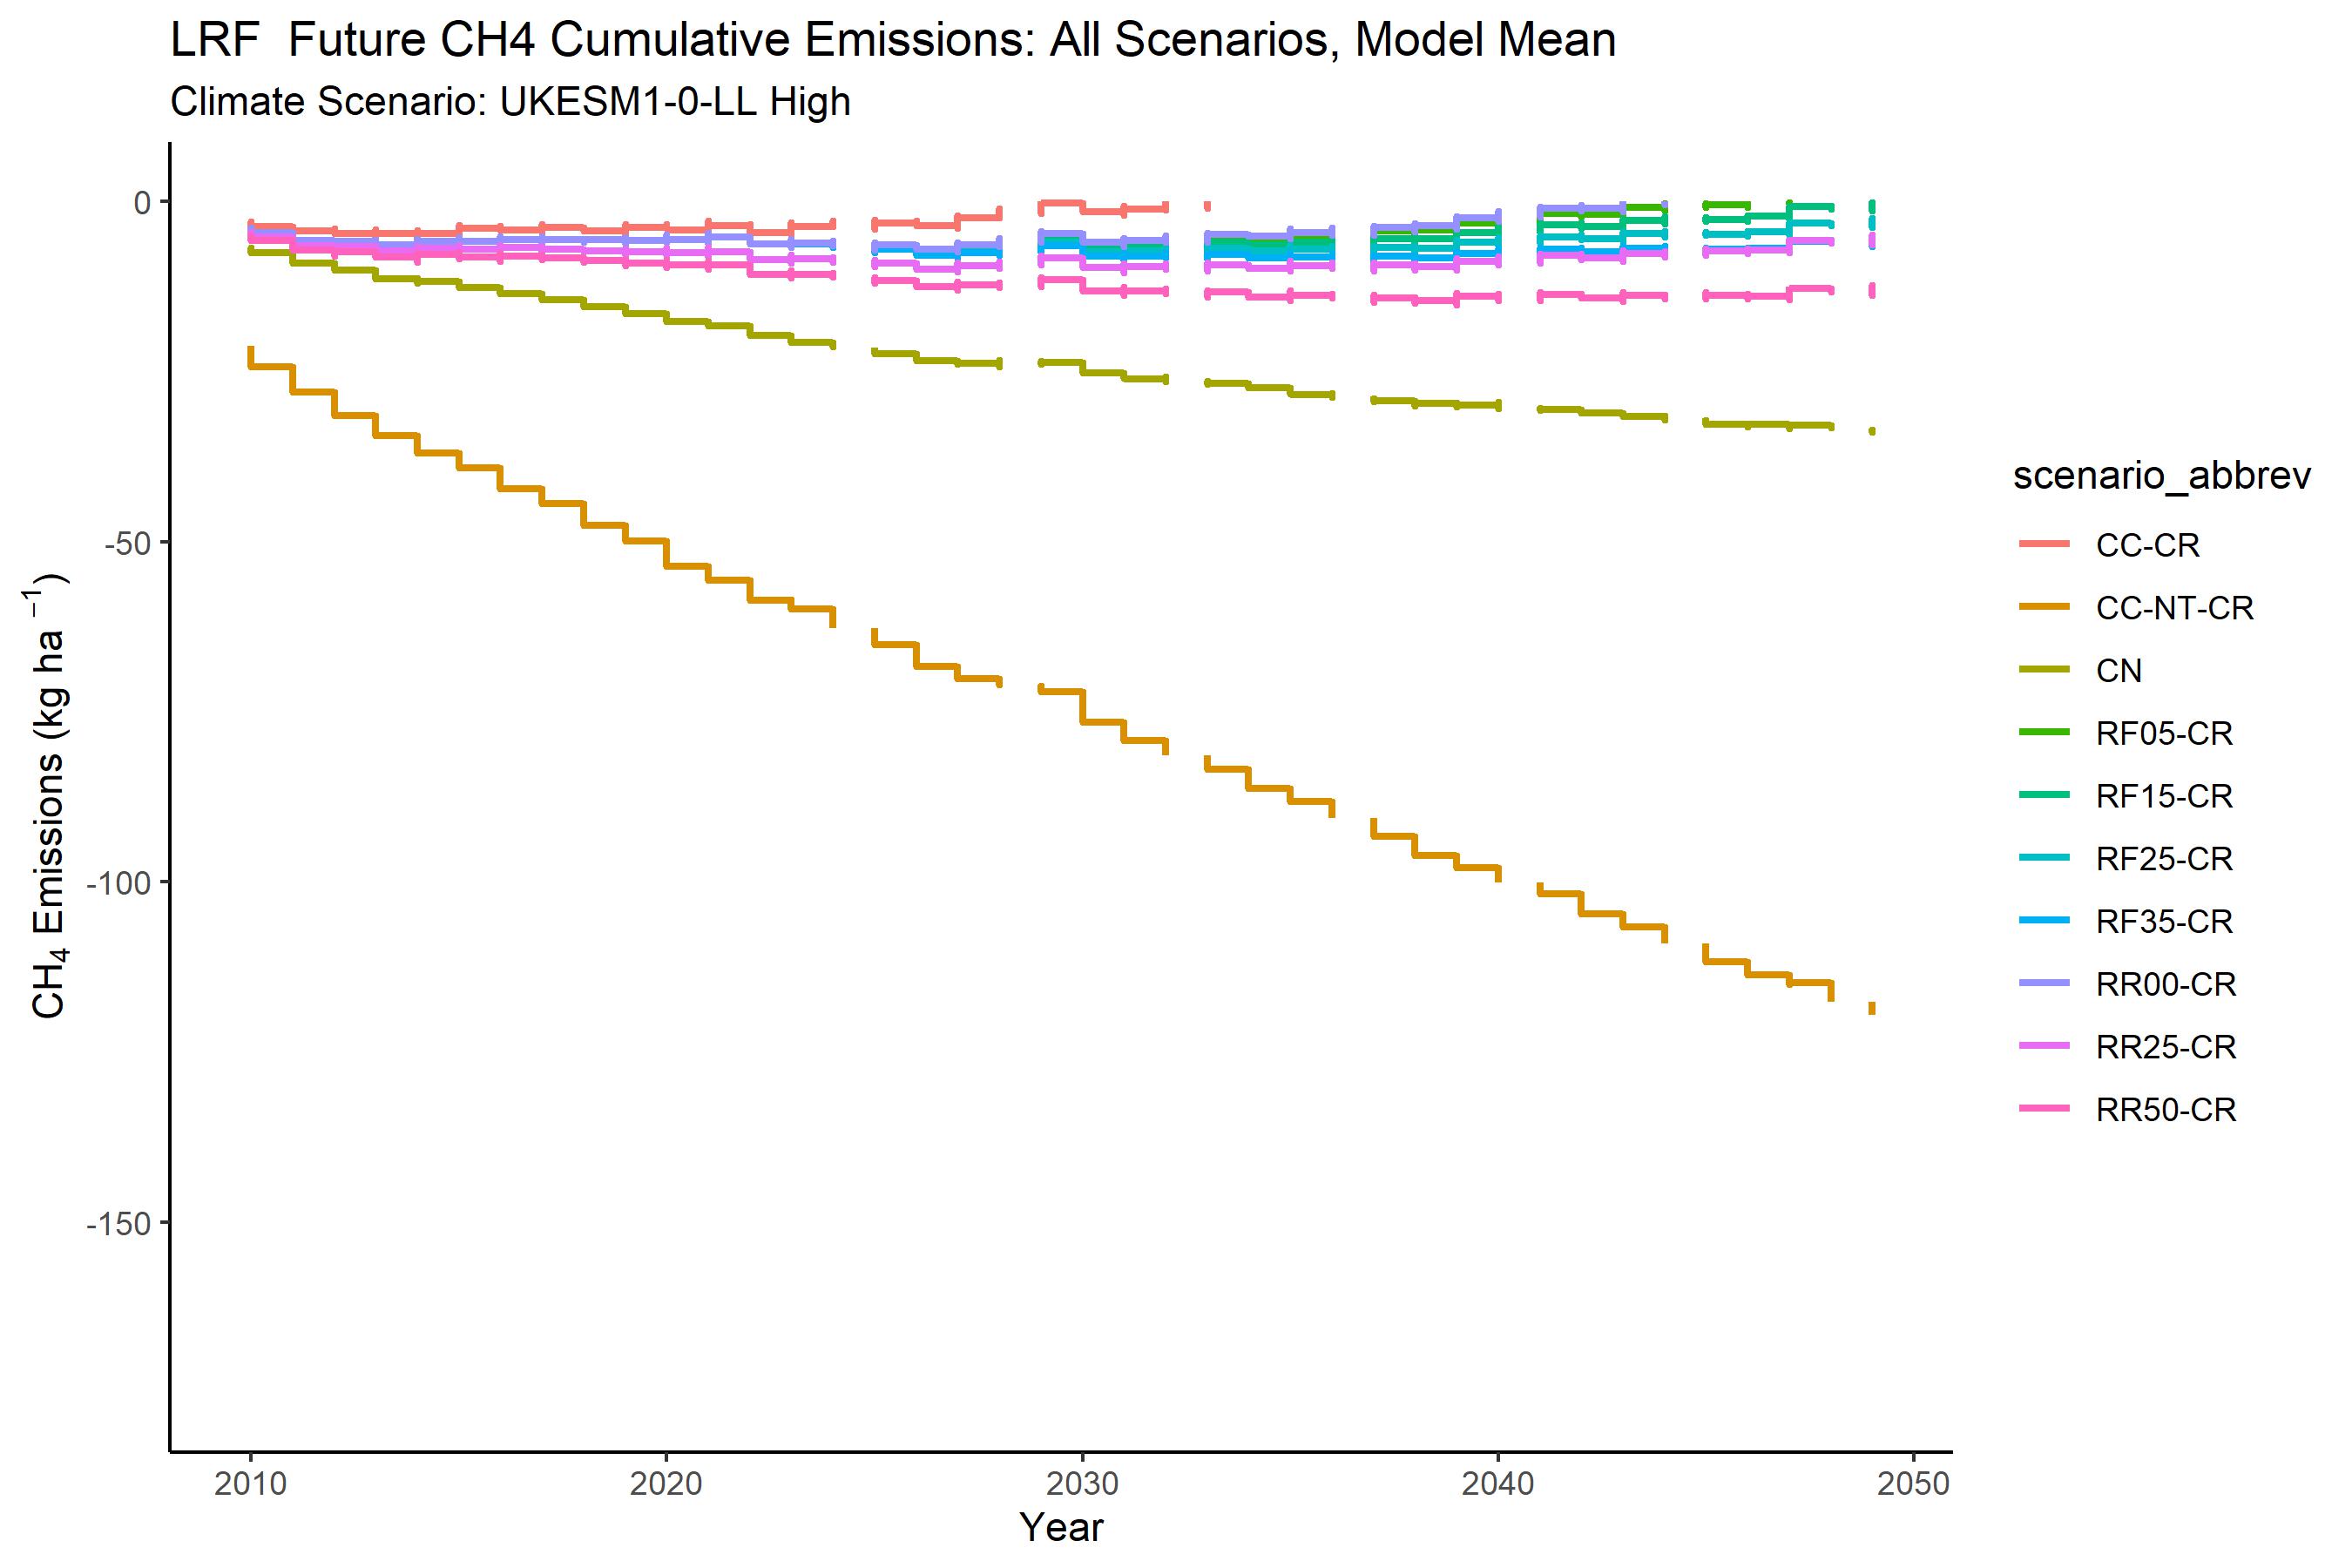 LRF  Future CH4 Cumulative Emissions: All Scenarios, Model Mean
Climate Scenario: UKESM1-0-LL High
CH₄ Emissions (kg ha ⁻¹)
0
-50
-100
-150
2010
2020
2030
2040
2050
Year
scenario_abbrev
CC-CR
CC-NT-CR
CN
RF05-CR
RF15-CR
RF25-CR
RF35-CR
RR00-CR
RR25-CR
RR50-CR